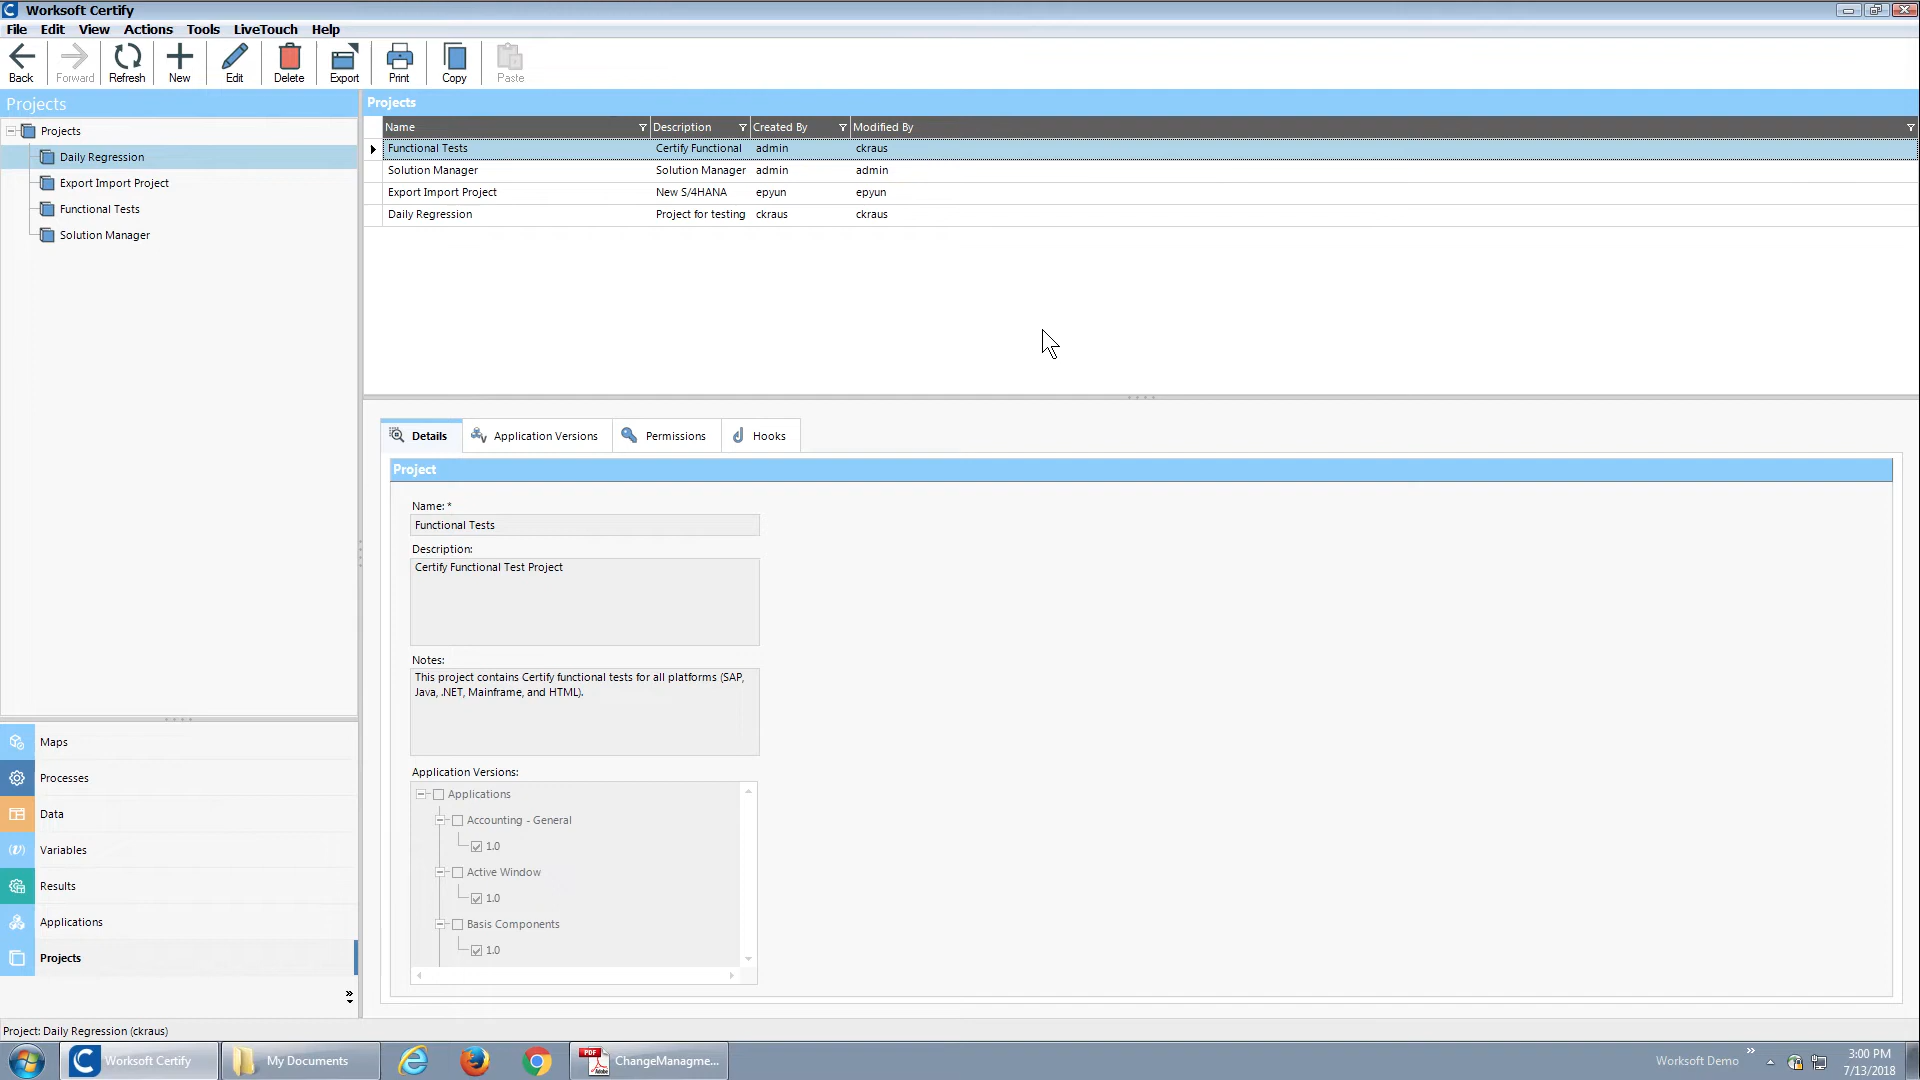 Worksoft Certify
File Edit View Actions Tools LiveTouch Help
Back Forward Refresh New Edit Delete Export Print Copy Paste
Projects
Projects
Daily Regression
Export Import Project
Functional Tests
Solution Manager
Projects
Name Description Created By Modified By
Functional Tests Certify Functional admin ckraus
Solution Manager Solution Manager admin admin
Export Import Project New S/4HANA epyun epyun
Daily Regression Project for testing ckraus ckraus
Details Application Versions Permissions Hooks
Project
Name: *
Functional Tests
Description:
Certify Functional Test Project
Notes:
This project contains Certify functional tests for all platforms (SAP,
Java, .NET, Mainframe, and HTML).
Application Versions:
Applications
Accounting - General
1.0
Active Window
1.0
Basis Components
1.0
Maps
Processes
Data
Variables
Results
Applications
Projects
Project: Daily Regression (ckraus)
Worksoft Certify My Documents PDF Adobe ChangeManagme... Worksoft Demo
3:00 PM
7/13/2018